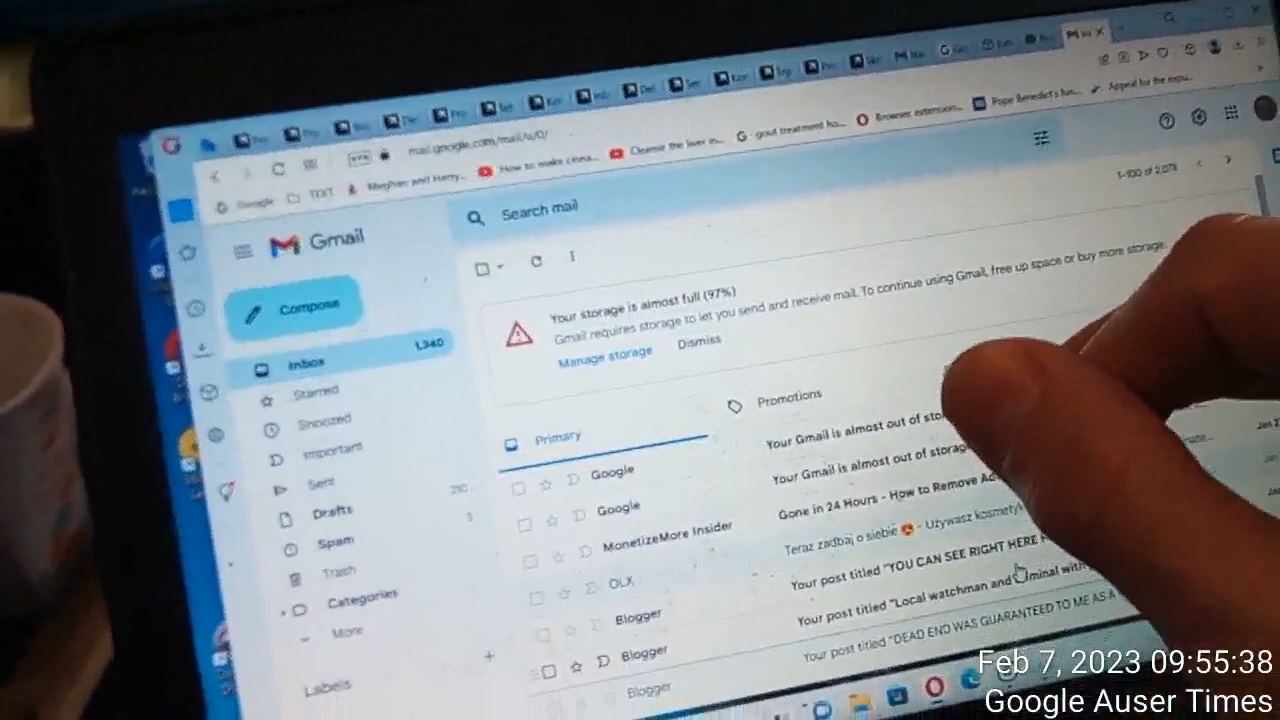 mail.google.com/mail/u/0/
Google TEXT Meghan and Harry... How to make cinea... Cleanse the liver in... gout treatment ho... Browser extension... Pope Benedict's fun... Appeal for the expu...
Gmail
Search mail
1-100 of 2,078
Compose
Your storage is almost full (97%)
Gmail requires storage to let you send and receive mail. To continue using Gmail, free up space or buy more storage.
Manage storage Dismiss
Inbox 1,340
Starred
Snoozed
Important
Sent
Drafts
Spam
Trash
Categories
More
Labels
Primary
Promotions
Google Your Gmail is almost out of sto
Google Your Gmail is almost out of storag
MonetizeMore Insider Gone in 24 Hours - How to Remove Ad
OLX Teraz zadbaj o siebie 😍 - Używasz kosmetyk
Blogger Your post titled "YOU CAN SEE RIGHT HERE
Blogger Your post titled "Local watchman and
Blogger Your post titled "DEAD END WAS GUARANTEED TO ME AS A
Feb 7, 2023 09:55:38
Google Auser Times